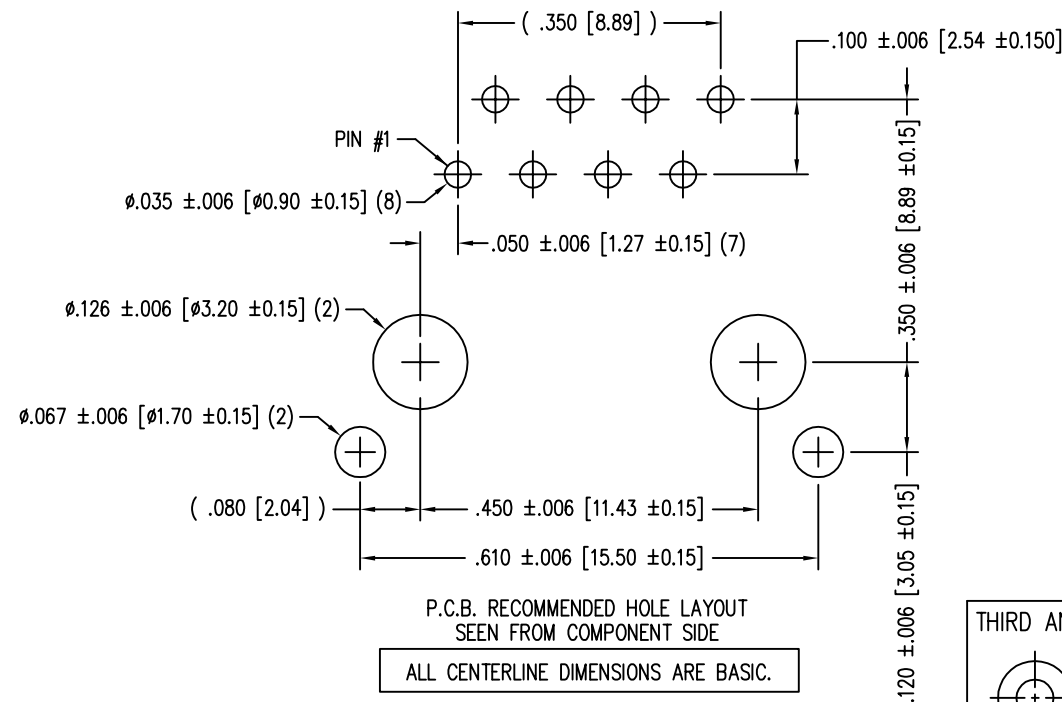 ( .350 [8.89] )
.100 ±.006 [2.54 ±0.150]
PIN #1
ø.035 ±.006 [ø0.90 ±0.15] (8)
.050 ±.006 [1.27 ±0.15] (7)
.350 ±.006 [8.89 ±0.15]
ø.126 ±.006 [ø3.20 ±0.15] (2)
ø.067 ±.006 [ø1.70 ±0.15] (2)
( .080 [2.04] )
.450 ±.006 [11.43 ±0.15]
.610 ±.006 [15.50 ±0.15]
.120 ±.006 [3.05 ±0.15]
P.C.B. RECOMMENDED HOLE LAYOUT
SEEN FROM COMPONENT SIDE
ALL CENTERLINE DIMENSIONS ARE BASIC.
THIRD